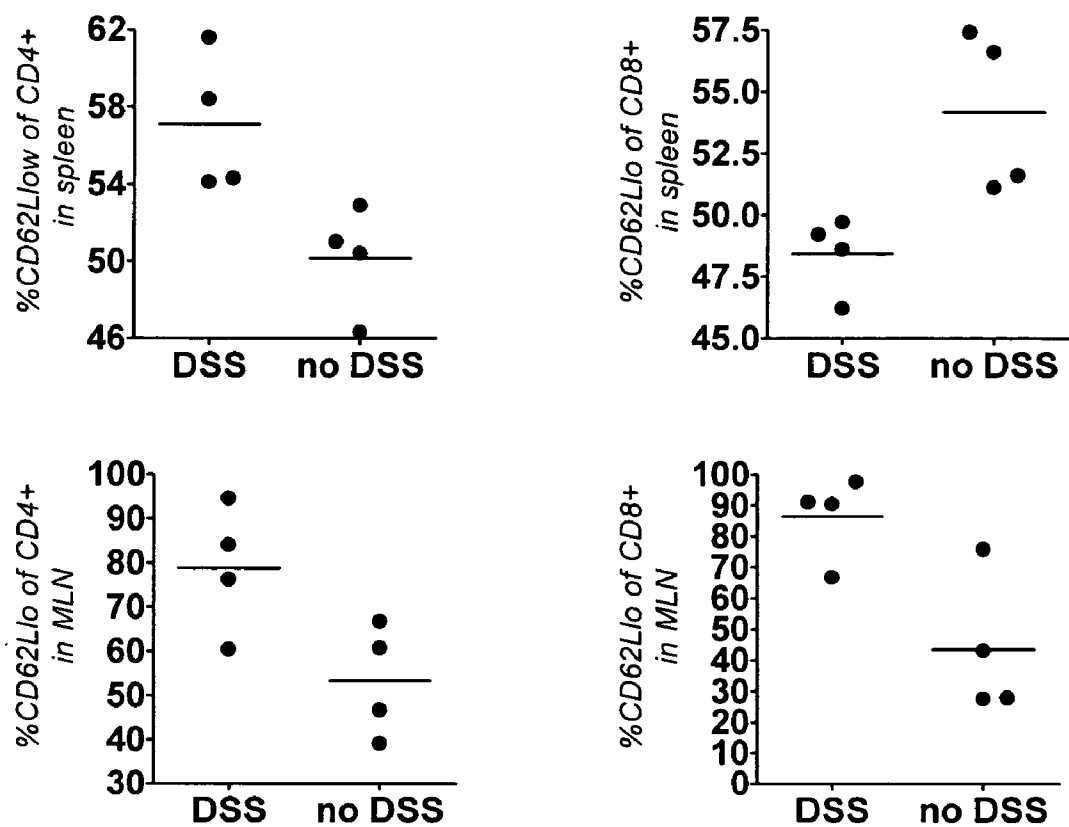 %CD62Llow of CD4+
in spleen
62
58
54
50
46
DSS no DSS
%CD62Llo of CD8+
in spleen
57.5
55.0
52.5
50.0
47.5
45.0
DSS no DSS
%CD62Llo of CD4+
in MLN
100
90
80
70
60
50
40
30
DSS no DSS
%CD62Llo of CD8+
in MLN
100
90
80
70
60
50
40
30
20
10
0
DSS no DSS